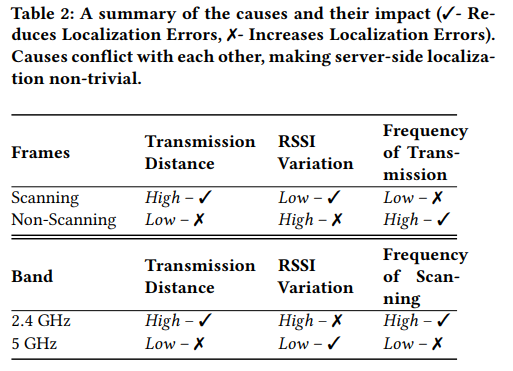 Table 2: A summary of the causes and their impact (✓- Re-
duces Localization Errors, ✗- Increases Localization Errors).
Causes conflict with each other, making server-side localiza-
tion non-trivial.
Frames Transmission Distance RSSI Variation Frequency of Trans-mission
Scanning High – ✓ Low – ✓ Low – ✗
Non-Scanning Low – ✗ High – ✗ High – ✓
Band Transmission Distance RSSI Variation Frequency of Scan-ning
2.4 GHz High – ✓ High – ✗ High – ✓
5 GHz Low – ✗ Low – ✓ Low – ✗